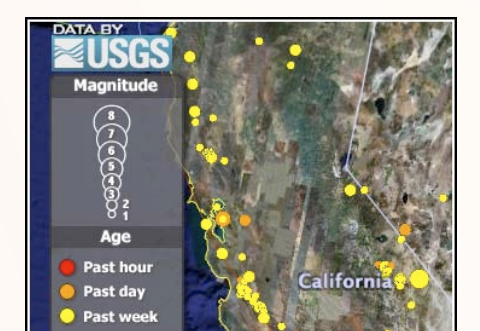 DATA BY
USGS
Magnitude
8
7
6
5
4
3
2
1
Age
Past hour
Past day
Past week
California